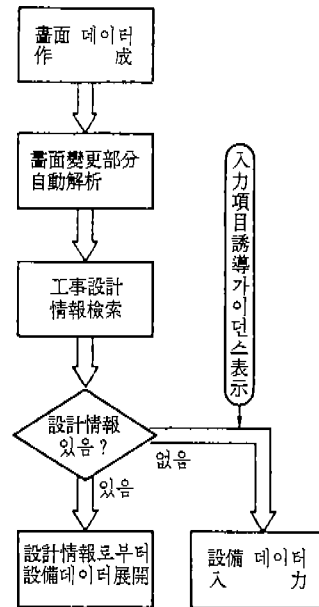 畫面 데이터
作 成
畫面變更部分
自動解析
工事設計
情報檢索
設計情報
있음?
없음
있음
設計情報로부터
設備데이터展開
入力項目誘導가이던스表示
設備 데이터
入 力